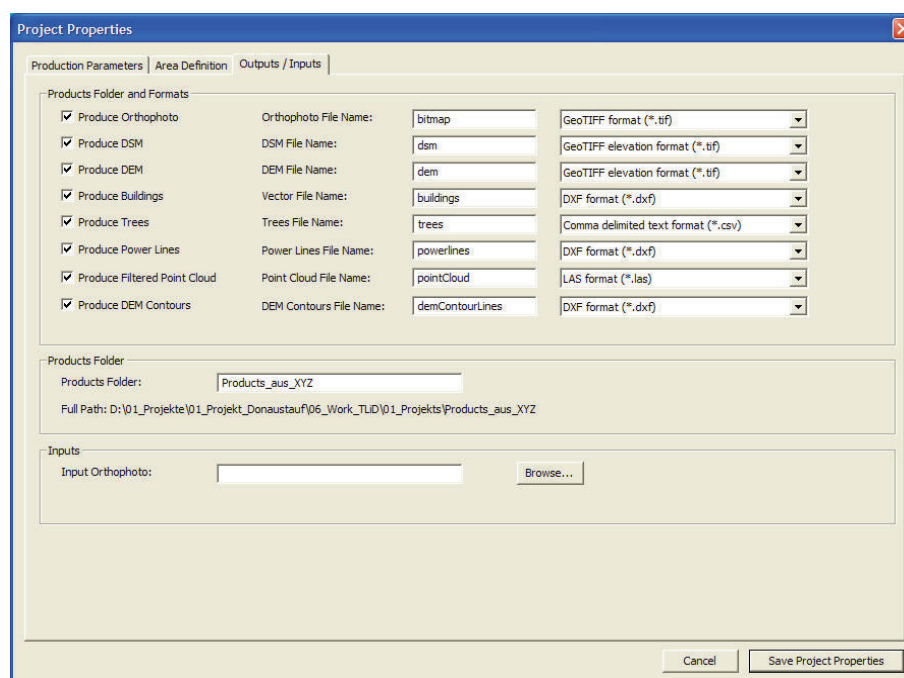 Project Properties
Production Parameters Area Definition Outputs / Inputs
Products Folder and Formats
Produce Orthophoto Orthophoto File Name: bitmap GeoTIFF format (*.tif)
Produce DSM DSM File Name: dsm GeoTIFF elevation format (*.tif)
Produce DEM DEM File Name: dem GeoTIFF elevation format (*.tif)
Produce Buildings Vector File Name: buildings DXF format (*.dxf)
Produce Trees Trees File Name: trees Comma delimited text format (*.csv)
Produce Power Lines Power Lines File Name: powerlines DXF format (*.dxf)
Produce Filtered Point Cloud Point Cloud File Name: pointCloud LAS format (*.las)
Produce DEM Contours DEM Contours File Name: demContourLines DXF format (*.dxf)
Products Folder
Products Folder: Products_aus_XYZ
Full Path: D:\01_Projekte\01_Projekt_Donaustauf\06_Work_TLiD\01_Projekts\Products_aus_XYZ
Inputs
Input Orthophoto: Browse...
Cancel Save Project Properties